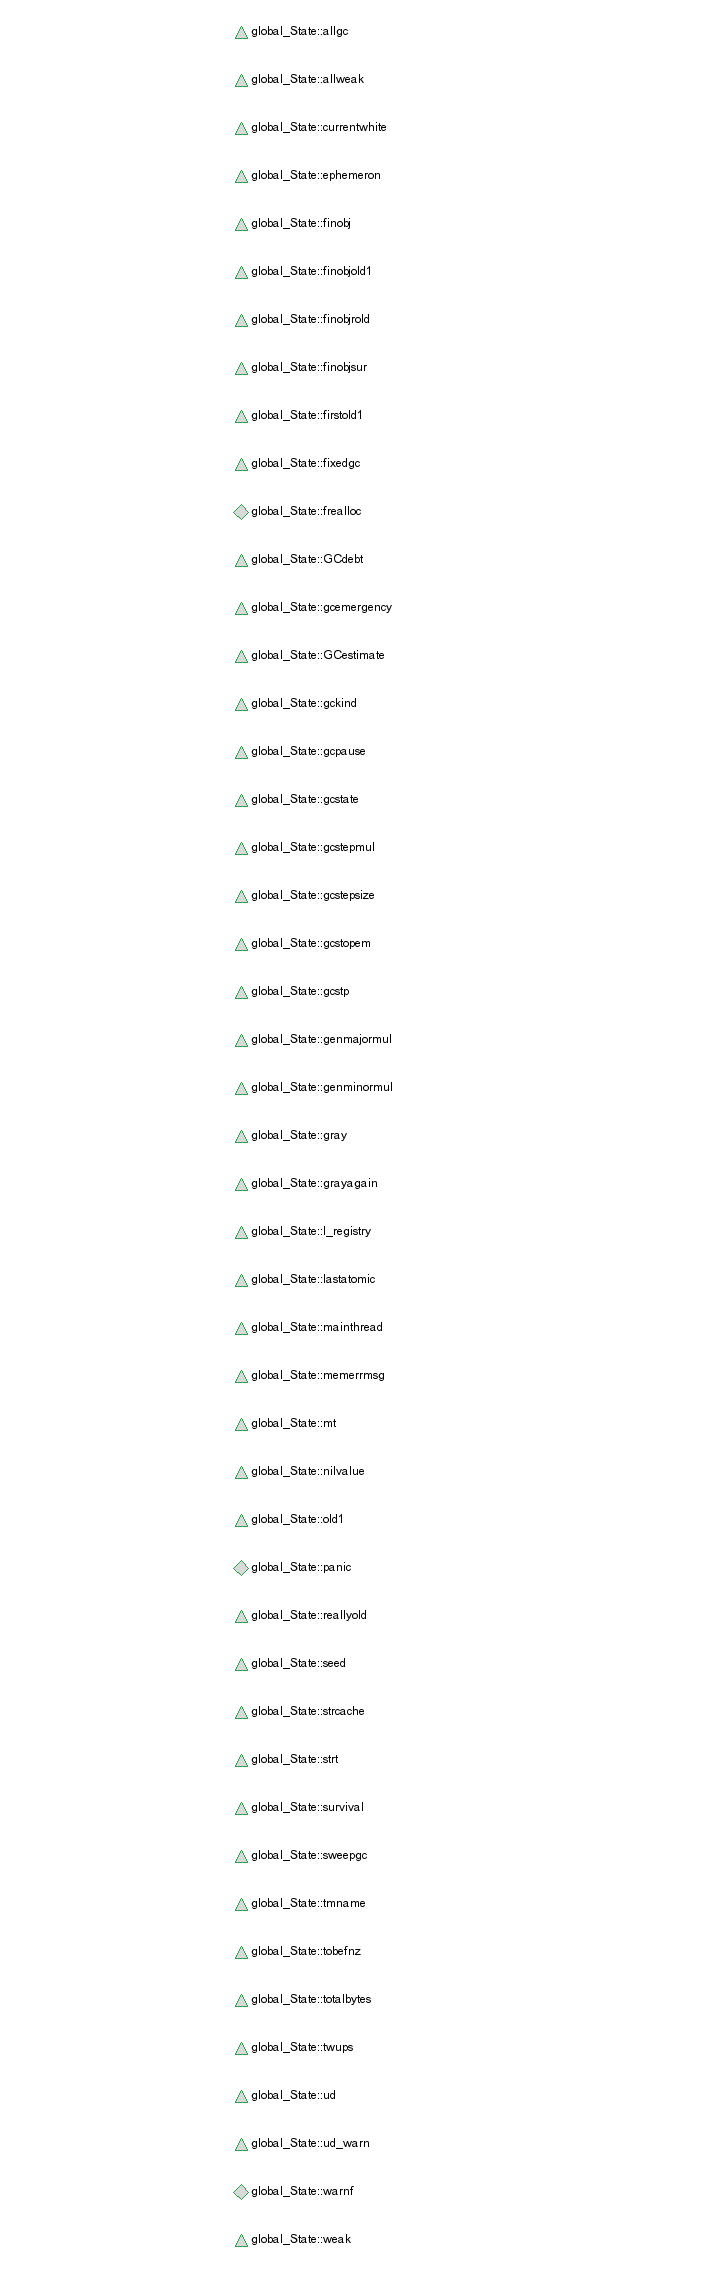 global_State::allgc
global_State::allweak
global_State::currentwhite
global_State::ephemeron
global_State::finobj
global_State::finobjold1
global_State::finobjrold
global_State::finobjsur
global_State::firstold1
global_State::fixedgc
global_State::frealloc
global_State::GCdebt
global_State::gcemergency
global_State::GCestimate
global_State::gckind
global_State::gcpause
global_State::gcstate
global_State::gcstepmul
global_State::gcstepsize
global_State::gcstopem
global_State::gcstp
global_State::genmajormul
global_State::genminormul
global_State::gray
global_State::grayagain
global_State::l_registry
global_State::lastatomic
global_State::mainthread
global_State::memerrmsg
global_State::mt
global_State::nilvalue
global_State::old1
global_State::panic
global_State::reallyold
global_State::seed
global_State::strcache
global_State::strt
global_State::survival
global_State::sweepgc
global_State::tmname
global_State::tobefnz
global_State::totalbytes
global_State::twups
global_State::ud
global_State::ud_warn
global_State::warnf
global_State::weak